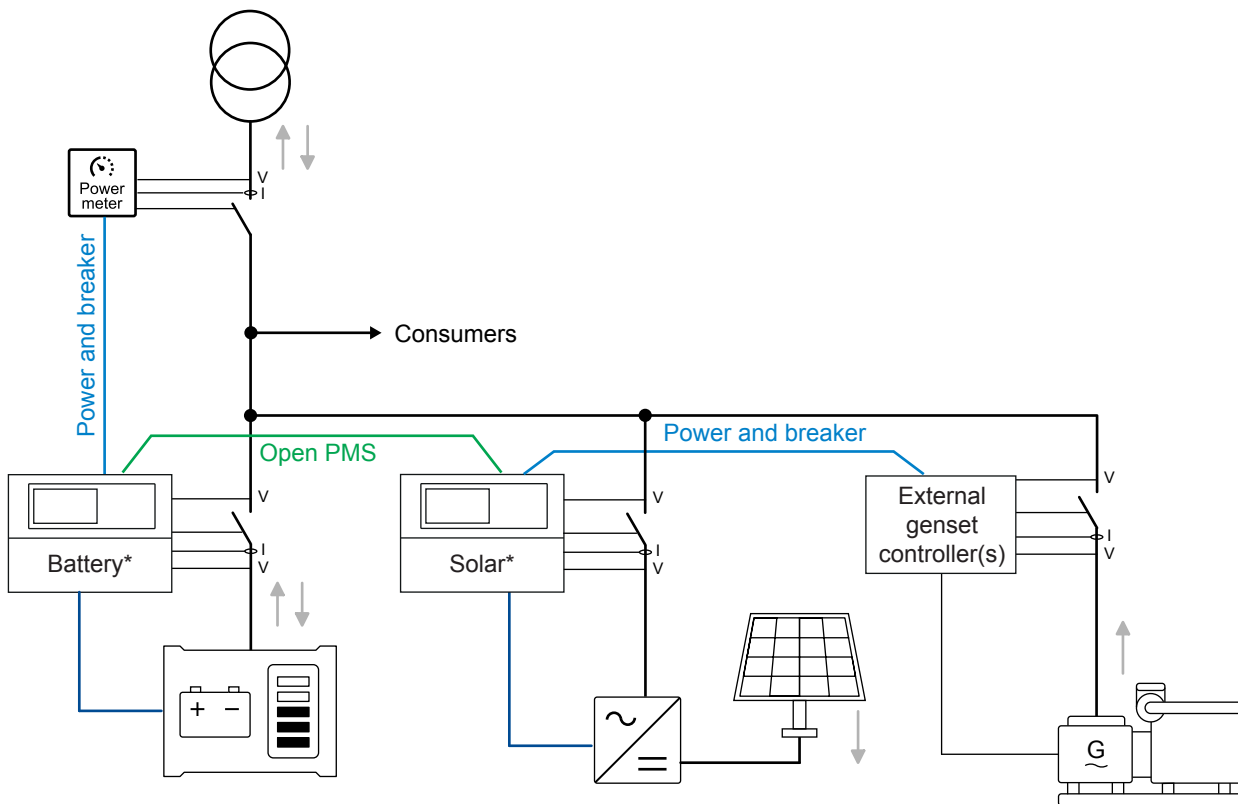 V
I
Power
meter
Power and breaker
Consumers
Open PMS
Power and breaker
Battery*
V
I
V
Solar*
V
I
V
External
genset
controller(s)
V
I
V
+ −
G